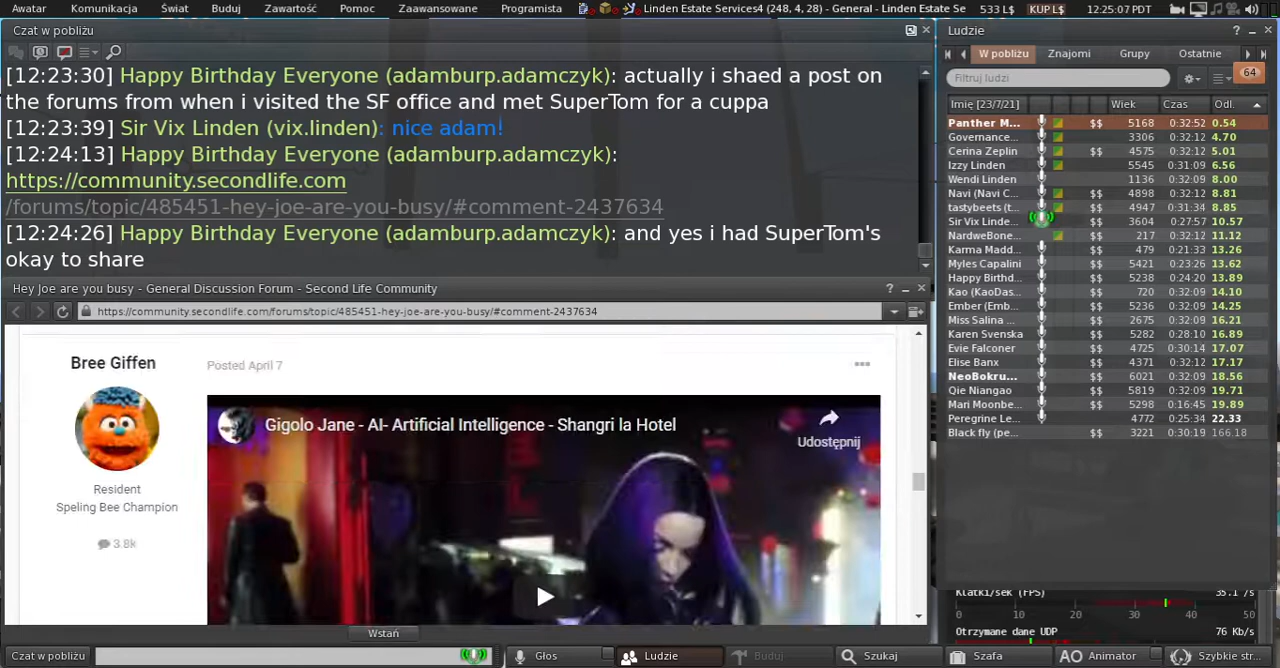 Awatar Komunikacja Świat Buduj Zawartość Pomoc Zaawansowane Programista Linden Estate Services4 (248, 4, 28) - General - Linden Estate Se 533 L$ KUP L$ 12:25:07 PDT
Czat w pobliżu
[12:23:30] Happy Birthday Everyone (adamburp.adamczyk): actually i shaed a post on
the forums from when i visited the SF office and met SuperTom for a cuppa
[12:23:39] Sir Vix Linden (vix.linden): nice adam!
[12:24:13] Happy Birthday Everyone (adamburp.adamczyk):
https://community.secondlife.com
/forums/topic/485451-hey-joe-are-you-busy/#comment-2437634
[12:24:26] Happy Birthday Everyone (adamburp.adamczyk): and yes i had SuperTom's
okay to share
Hey Joe are you busy - General Discussion Forum - Second Life Community
https://community.secondlife.com/forums/topic/485451-hey-joe-are-you-busy/#comment-2437634
Bree Giffen
Posted April 7
Gigolo Jane - AI- Artificial Intelligence - Shangri la Hotel
Udostępnij
Resident
Speling Bee Champion
3.8k
Wstań
Ludzie
W pobliżu Znajomi Grupy Ostatnie
Filtruj ludzi
64
Imię [23/7/21] Wiek Czas Odl.
Panther M... $$ 5168 0:32:52 0.54
Governance... 3306 0:32:12 4.70
Cerina Zeplin $$ 4575 0:32:12 5.01
Izzy Linden 5545 0:31:09 6.56
Wendi Linden 1136 0:32:09 8.00
Navi (Navi C... $$ 4898 0:32:12 8.81
tastybeets (t... $$ 4947 0:31:34 8.85
Sir Vix Linde... $$ 3604 0:27:57 10.57
NardweBone... 217 0:32:12 11.12
Karma Madd... $$ 479 0:21:33 13.26
Myles Capalini $$ 5421 0:23:26 13.62
Happy Birthd... $$ 5238 0:24:20 13.89
Kao (KaoDas... $$ 720 0:32:09 14.10
Ember (Emb... $$ 5236 0:32:09 14.25
Miss Salina ... $$ 2675 0:32:09 16.21
Karen Svenska $$ 5282 0:28:10 16.89
Evie Falconer $$ 4725 0:30:14 17.07
Elise Banx $$ 4371 0:32:12 17.17
NeoBokru... $$ 6021 0:32:09 18.56
Qie Niangao $$ 5819 0:32:09 19.71
Mari Moonbe... $$ 5298 0:16:45 19.89
Peregrine Le... 4772 0:25:34 22.33
Black fly (pe... $$ 3221 0:30:19 166.18
Klatki/sek (FPS) 35.1 /s
0 10 20 30 40 50
Otrzymane dane UDP 76 Kb/s
Czat w pobliżu Głos Ludzie Buduj Szukaj Szafa AO Animator Szybkie str...